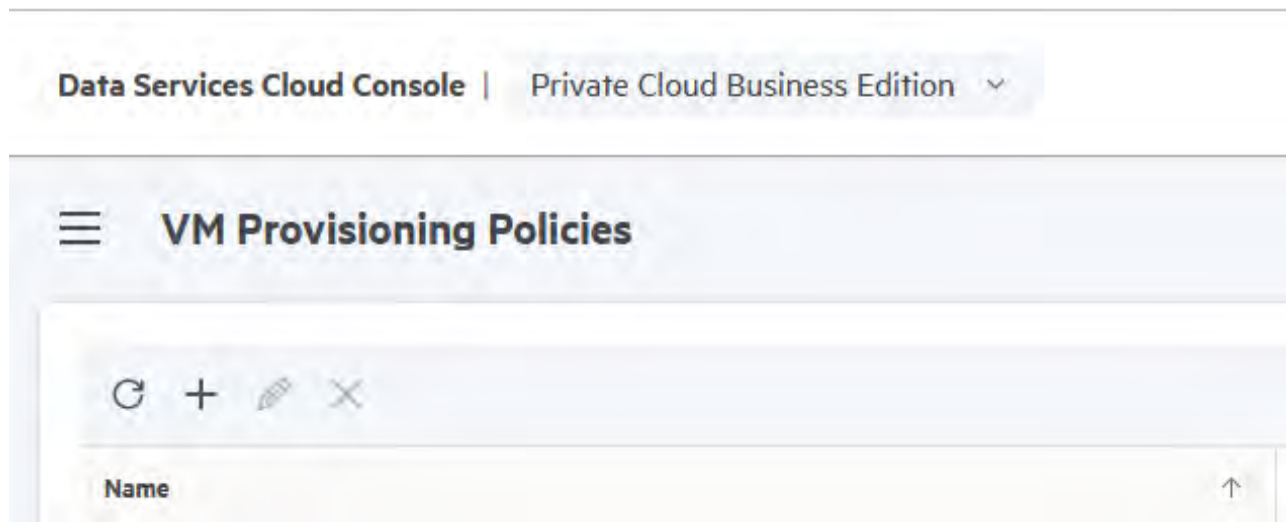 Data Services Cloud Console | Private Cloud Business Edition
VM Provisioning Policies
Name